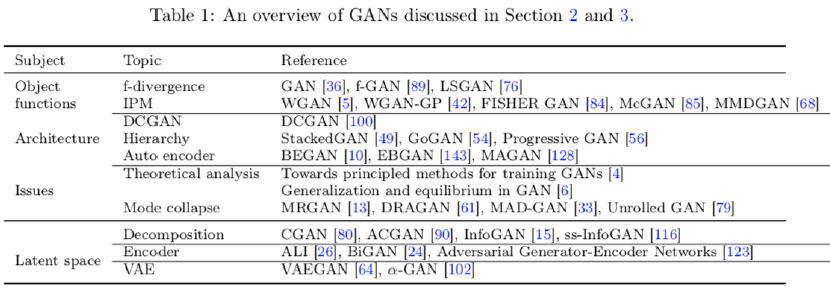 Table 1: An overview of GANs discussed in Section 2 and 3.
Subject Topic Reference
Object f-divergence GAN [36], f-GAN [89], LSGAN [76]
functions IPM WGAN [5], WGAN-GP [42], FISHER GAN [84], McGAN [85], MMDGAN [68]
DCGAN DCGAN [100]
Architecture Hierarchy StackedGAN [49], GoGAN [54], Progressive GAN [56]
Auto encoder BEGAN [10], EBGAN [143], MAGAN [128]
Theoretical analysis Towards principled methods for training GANs [4]
Issues Generalization and equilibrium in GAN [6]
Mode collapse MRGAN [13], DRAGAN [61], MAD-GAN [33], Unrolled GAN [79]
Decomposition CGAN [80], ACGAN [90], InfoGAN [15], ss-InfoGAN [116]
Latent space Encoder ALI [26], BiGAN [24], Adversarial Generator-Encoder Networks [123]
VAE VAEGAN [64], α-GAN [102]